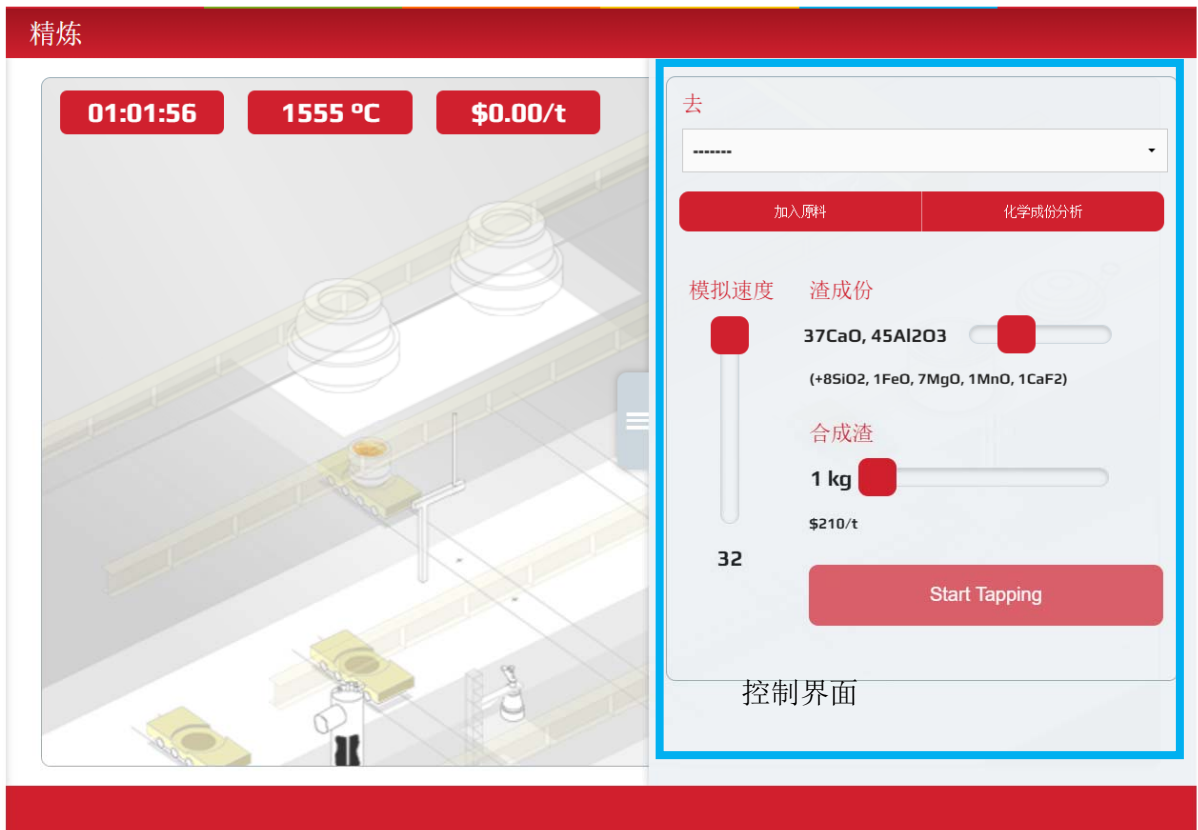 精炼
01:01:56
1555 ºC
$0.00/t
去
-------
加入原料
化学成份分析
模拟速度
渣成份
37CaO, 45Al2O3
(+8SiO2, 1FeO, 7MgO, 1MnO, 1CaF2)
合成渣
1 kg
$210/t
32
Start Tapping
控制界面